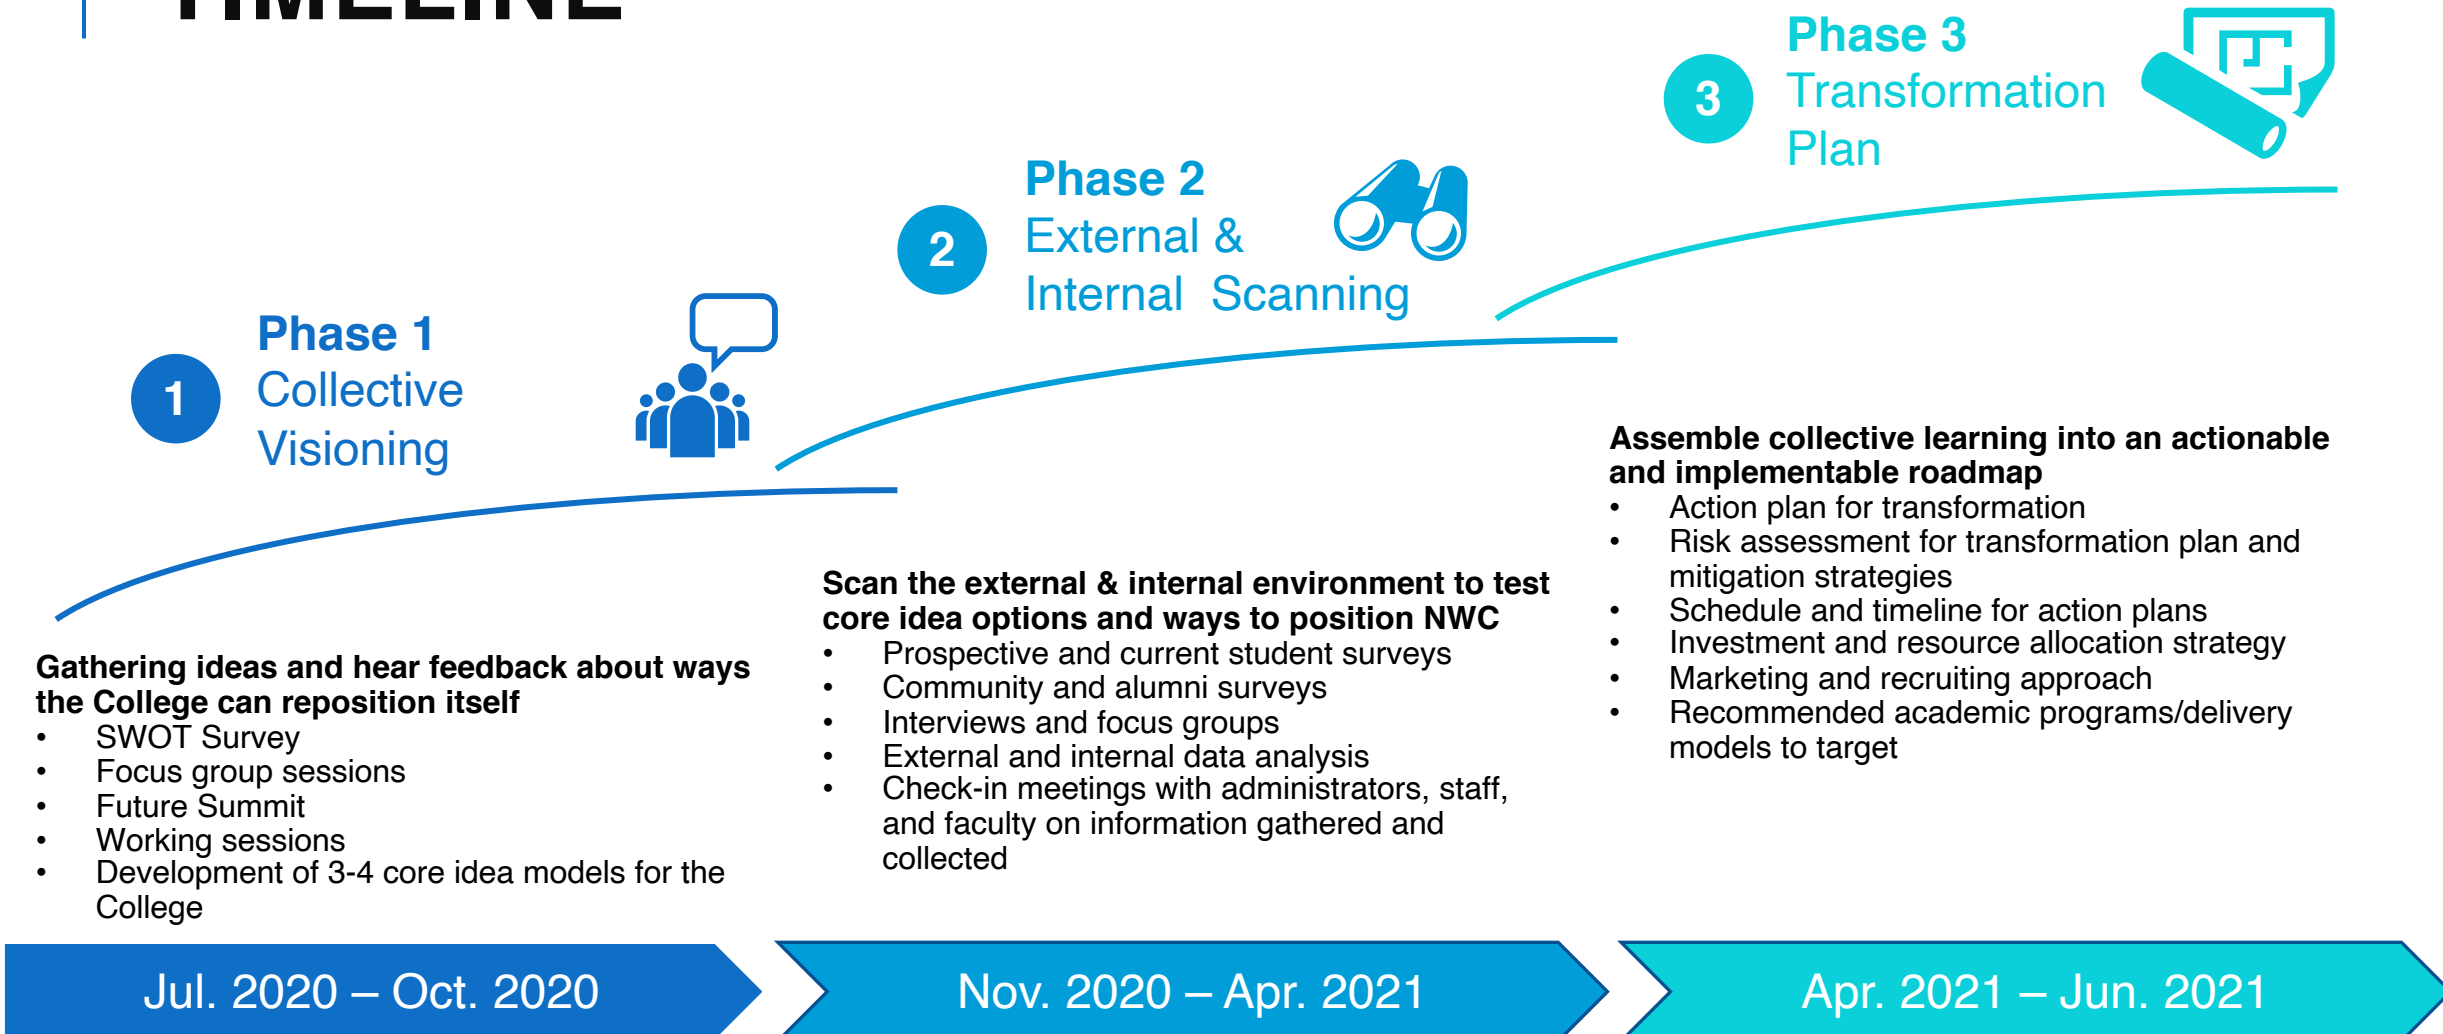 TIMELINE
1
Phase 1
Collective
Visioning
Gathering ideas and hear feedback about ways
the College can reposition itself
• SWOT Survey
• Focus group sessions
• Future Summit
• Working sessions
• Development of 3-4 core idea models for the
College
Jul. 2020 – Oct. 2020
2
Phase 2
External &
Internal  Scanning
Scan the external & internal environment to test
core idea options and ways to position NWC
• Prospective and current student surveys
• Community and alumni surveys
• Interviews and focus groups
• External and internal data analysis
• Check-in meetings with administrators, staff,
and faculty on information gathered and
collected
Nov. 2020 – Apr. 2021
3
Phase 3
Transformation
Plan
Assemble collective learning into an actionable
and implementable roadmap
• Action plan for transformation
• Risk assessment for transformation plan and
mitigation strategies
• Schedule and timeline for action plans
• Investment and resource allocation strategy
• Marketing and recruiting approach
• Recommended academic programs/delivery
models to target
Apr. 2021 – Jun. 2021